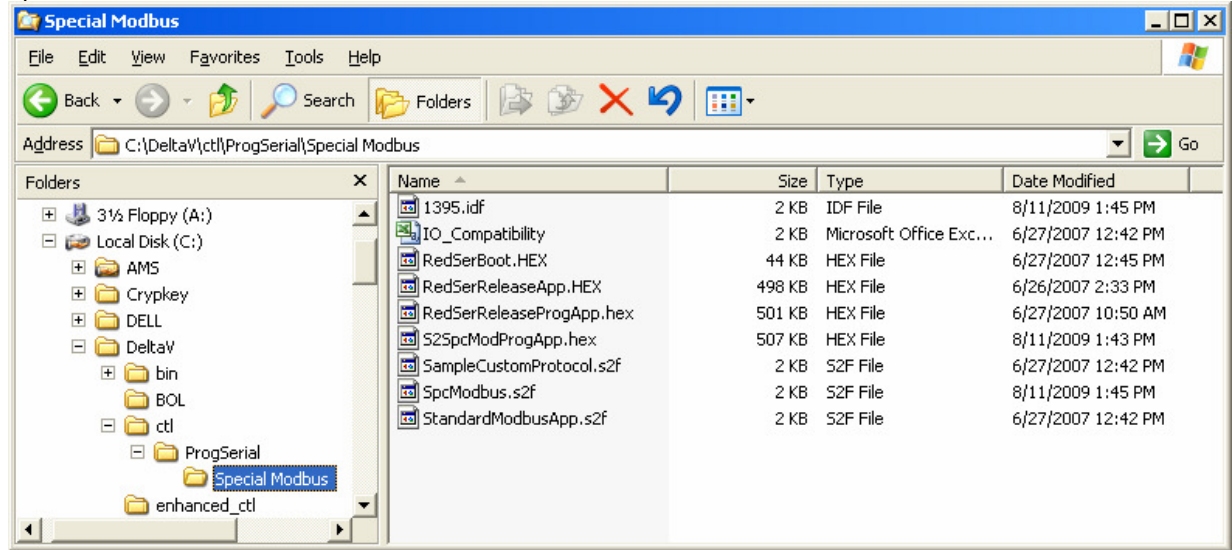 Special Modbus
File Edit View Favorites Tools Help
Back Search Folders
Address C:\DeltaV\ctl\ProgSerial\Special Modbus Go
Folders Name Size Type Date Modified
3½ Floppy (A:)
Local Disk (C:)
AMS
Crypkey
DELL
DeltaV
bin
BOL
ctl
ProgSerial
Special Modbus
enhanced_ctl
1395.idf 2 KB IDF File 8/11/2009 1:45 PM
IO_Compatibility 2 KB Microsoft Office Exc... 6/27/2007 12:42 PM
RedSerBoot.HEX 44 KB HEX File 6/27/2007 12:45 PM
RedSerReleaseApp.HEX 498 KB HEX File 6/26/2007 2:33 PM
RedSerReleaseProgApp.hex 501 KB HEX File 6/27/2007 10:50 AM
S2SpcModProgApp.hex 507 KB HEX File 8/11/2009 1:43 PM
SampleCustomProtocol.s2f 2 KB S2F File 6/27/2007 12:42 PM
SpcModbus.s2f 2 KB S2F File 8/11/2009 1:45 PM
StandardModbusApp.s2f 2 KB S2F File 6/27/2007 12:42 PM